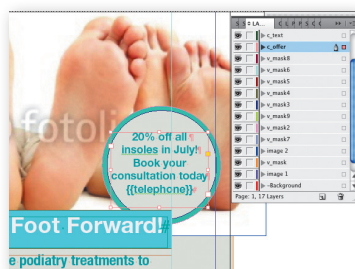 fotoli
20% off all
insoles in July!
Book your
consultation today
{{telephone}}
Foot Forward!
e podiatry treatments to
LA...
c_text
c_offer
v_mask8
v_mask6
v_mask5
v_mask4
v_mask3
v_mask9
v_mask2
v_mask7
image 2
v_mask
image 1
-Background
Page: 1, 17 Layers